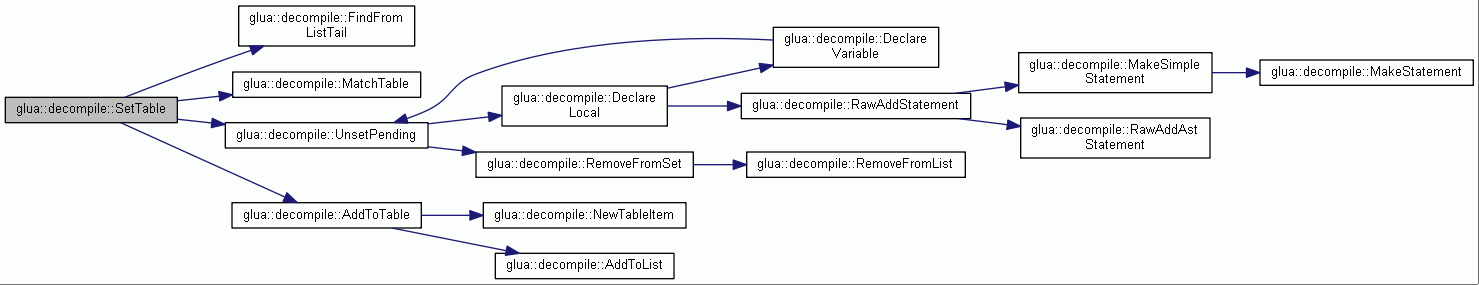 glua::decompile::SetTable
glua::decompile::FindFrom
ListTail
glua::decompile::MatchTable
glua::decompile::UnsetPending
glua::decompile::AddToTable
glua::decompile::Declare
Local
glua::decompile::RemoveFromSet
glua::decompile::NewTableItem
glua::decompile::AddToList
glua::decompile::Declare
Variable
glua::decompile::RawAddStatement
glua::decompile::RemoveFromList
glua::decompile::MakeSimple
Statement
glua::decompile::RawAddAst
Statement
glua::decompile::MakeStatement